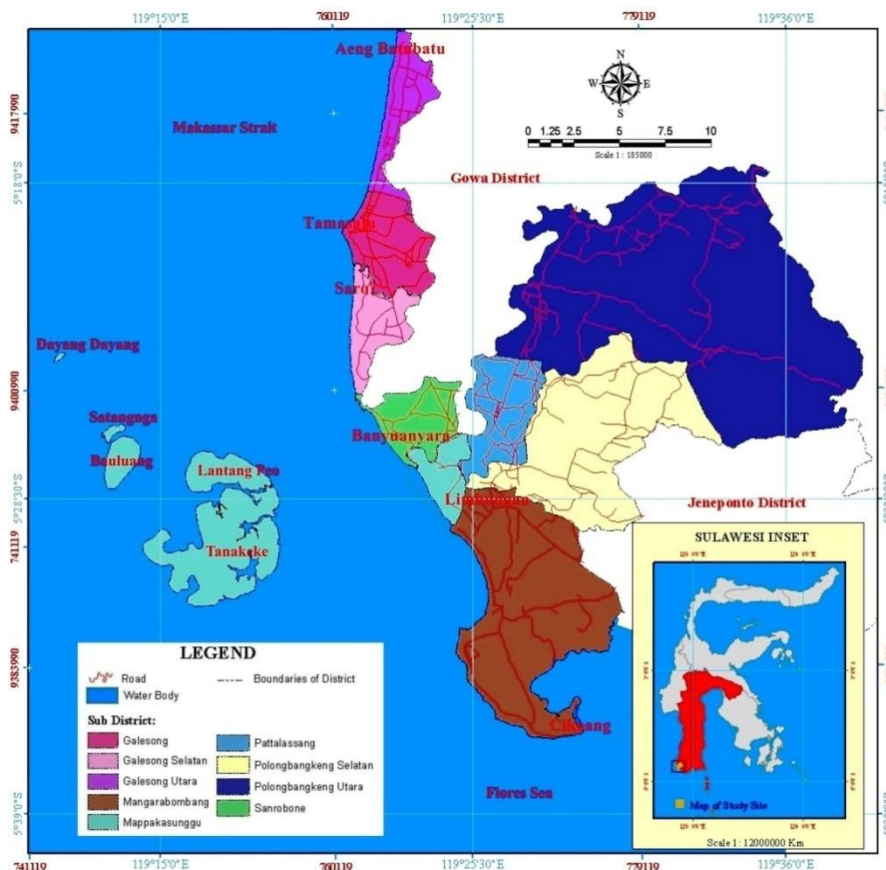 119°15'0"E
760119
119°25'30"E
779119
119°36'0"E
Aeng Batu batu
9417990
Makassar Strait
N
W E
S
0 1.25 2.5 5 7.5 10
Scale 1 : 185000
5°18'0"S
Gowa District
Sarq
Dayang Dayang
9400990
Satangnga
Bauluang
Banyuanyara
Lantang Peo
5°28'30"S
Jeneponto District
741119
Tanakeke
SULAWESI INSET
LEGEND
Road
Boundaries of District
Water Body
9383990
Sub District:
Galesong
Pattalassang
Galesong Selatan
Polongbangkeng Selatan
Galesong Utara
Polongbangkeng Utara
Mangarabombang
Sanrobone
Mappakasunggu
Cikoang
Flores Sea
Map of Study Site
Scale 1 : 12000000 Km
5°39'0"S
741119
119°15'0"E
760119
119°25'30"E
779119
119°36'0"E